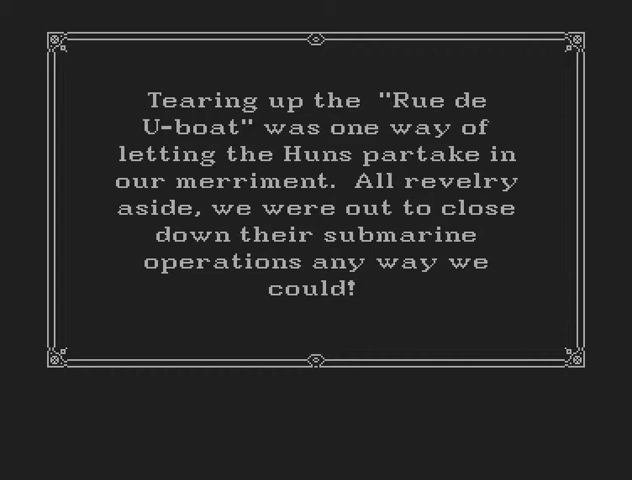 Tearing up the "Rue de
U-boat" was one way of
letting the Huns partake in
our merriment. All revelry
aside, we were out to close
down their submarine
operations any way we
could!